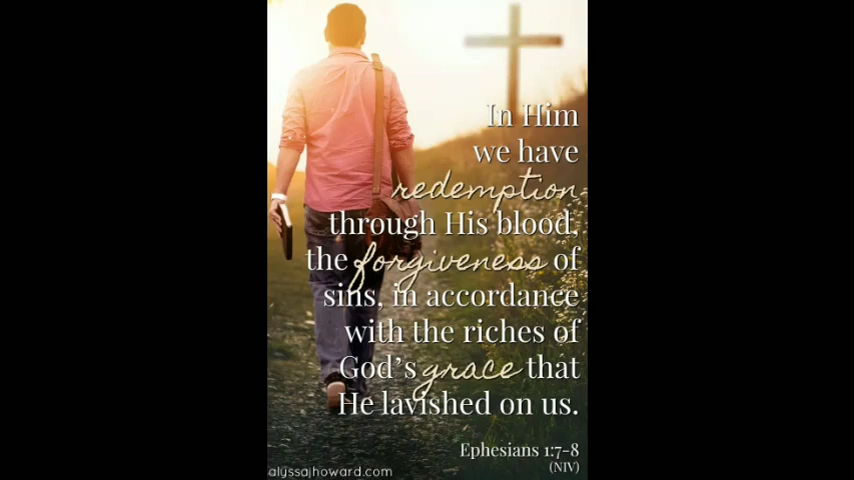 In Him
we have
redemption
through His blood,
the forgiveness of
sins, in accordance
with the riches of
God's grace that
He lavished on us.
Ephesians 1:7-8
(NIV)
alyssajhoward.com